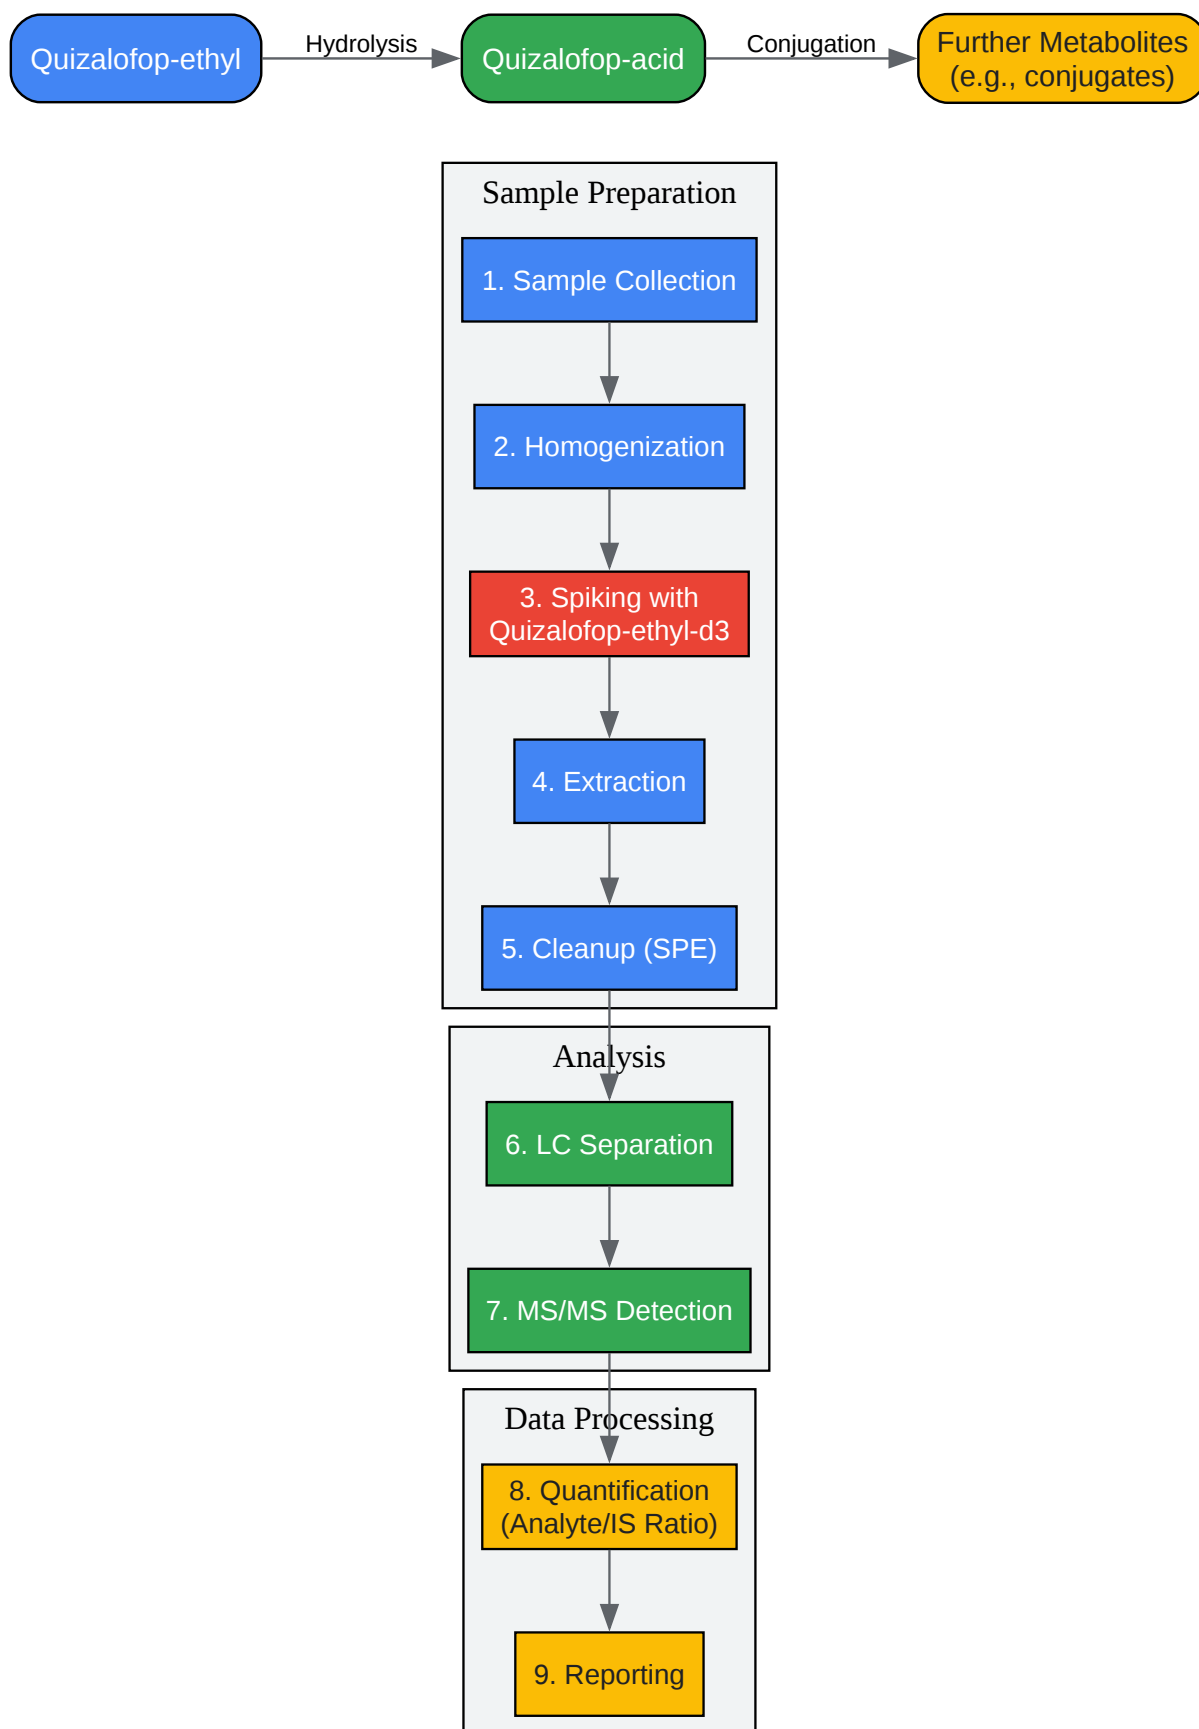 Quizalofop-ethyl
Hydrolysis
Quizalofop-acid
Conjugation
Further Metabolites
(e.g., conjugates)
Sample Preparation
1. Sample Collection
2. Homogenization
3. Spiking with
Quizalofop-ethyl-d3
4. Extraction
5. Cleanup (SPE)
Analysis
6. LC Separation
7. MS/MS Detection
Data Processing
8. Quantification
(Analyte/IS Ratio)
9. Reporting